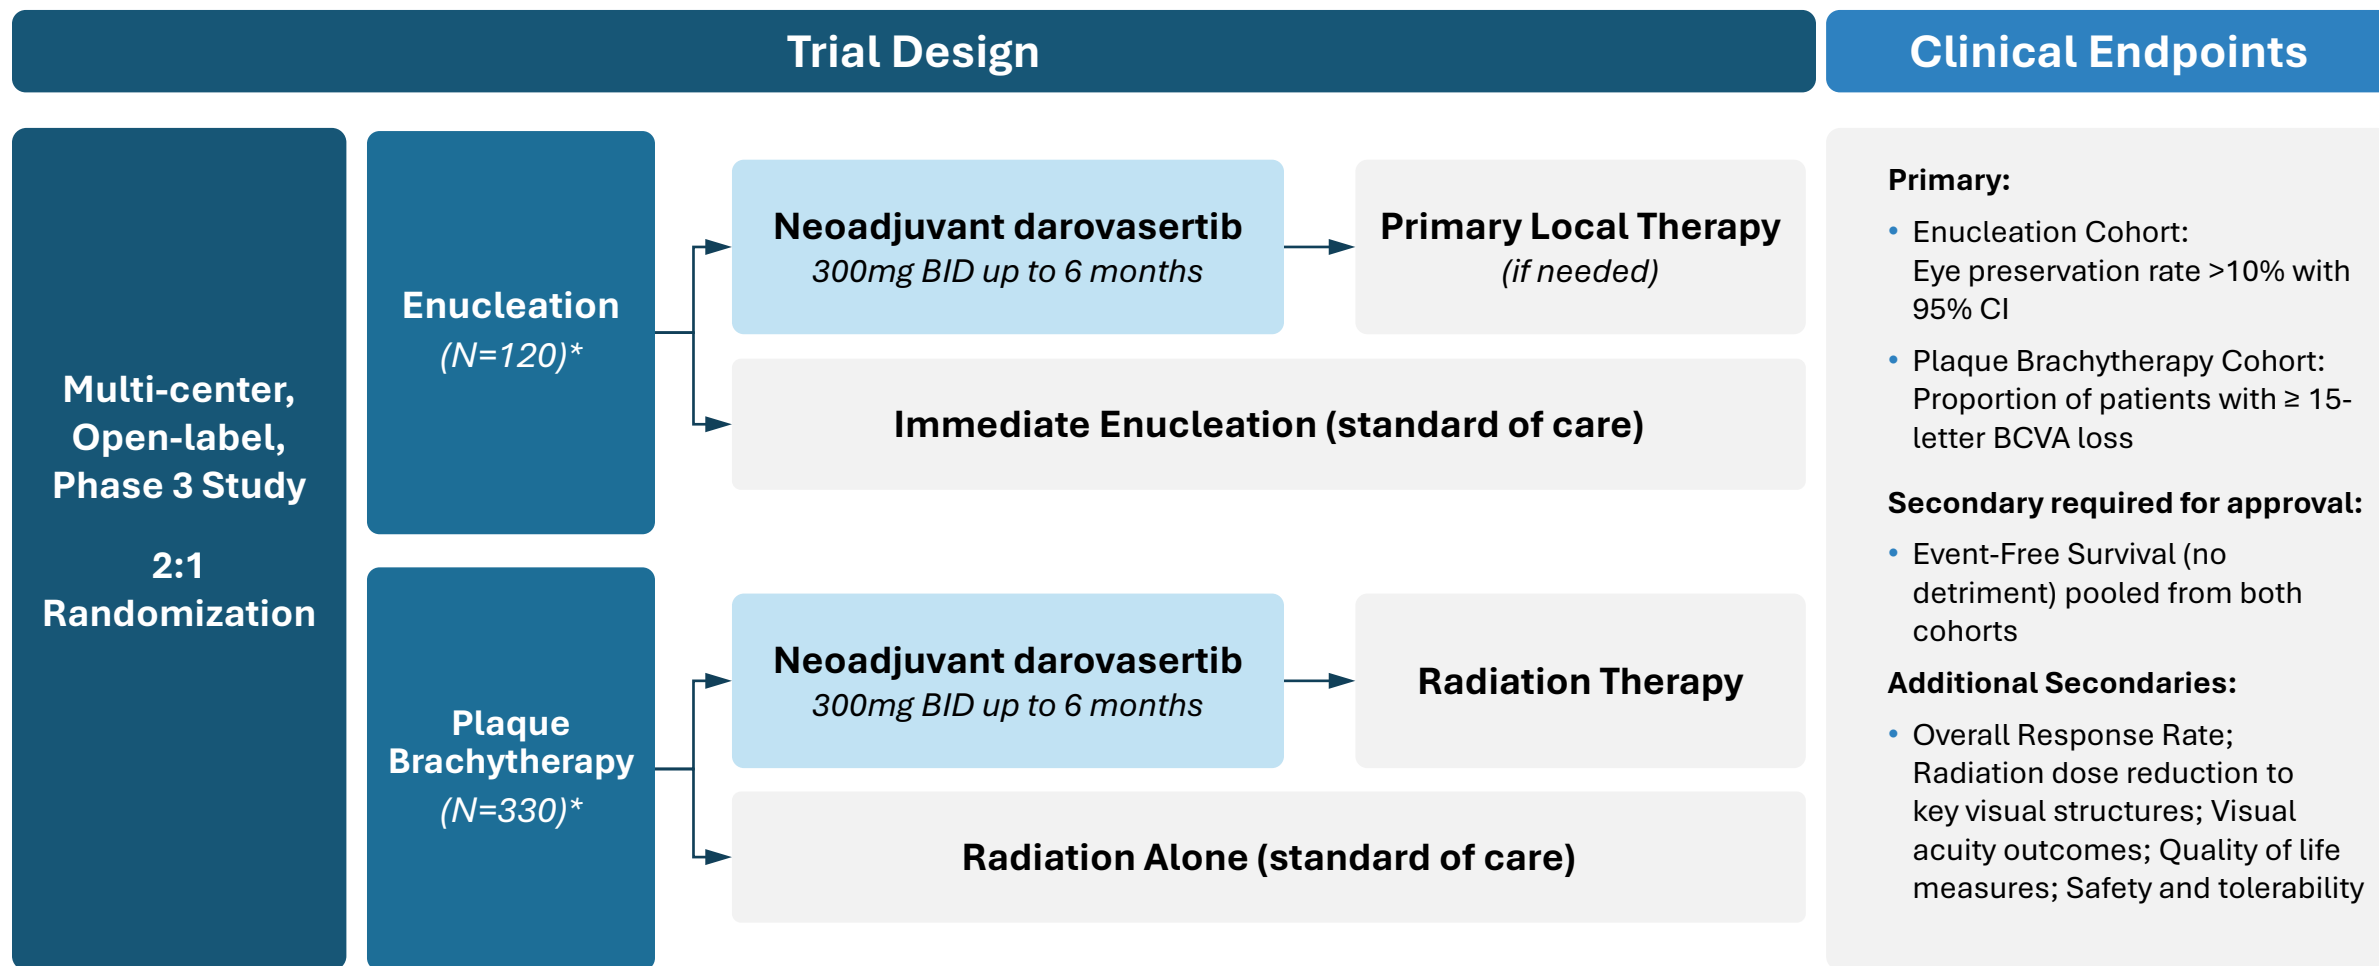 Trial Design
Clinical Endpoints
Multi-center,
Open-label,
Phase 3 Study
2:1
Randomization
Enucleation
(N=120)*
Neoadjuvant darovasertib
300mg BID up to 6 months
Primary Local Therapy
(if needed)
Immediate Enucleation (standard of care)
Plaque
Brachytherapy
(N=330)*
Neoadjuvant darovasertib
300mg BID up to 6 months
Radiation Therapy
Radiation Alone (standard of care)
Primary:
• Enucleation Cohort:
Eye preservation rate >10% with
95% CI
• Plaque Brachytherapy Cohort:
Proportion of patients with ≥ 15-
letter BCVA loss
Secondary required for approval:
• Event-Free Survival (no
detriment) pooled from both
cohorts
Additional Secondaries:
• Overall Response Rate;
Radiation dose reduction to
key visual structures; Visual
acuity outcomes; Quality of life
measures; Safety and tolerability